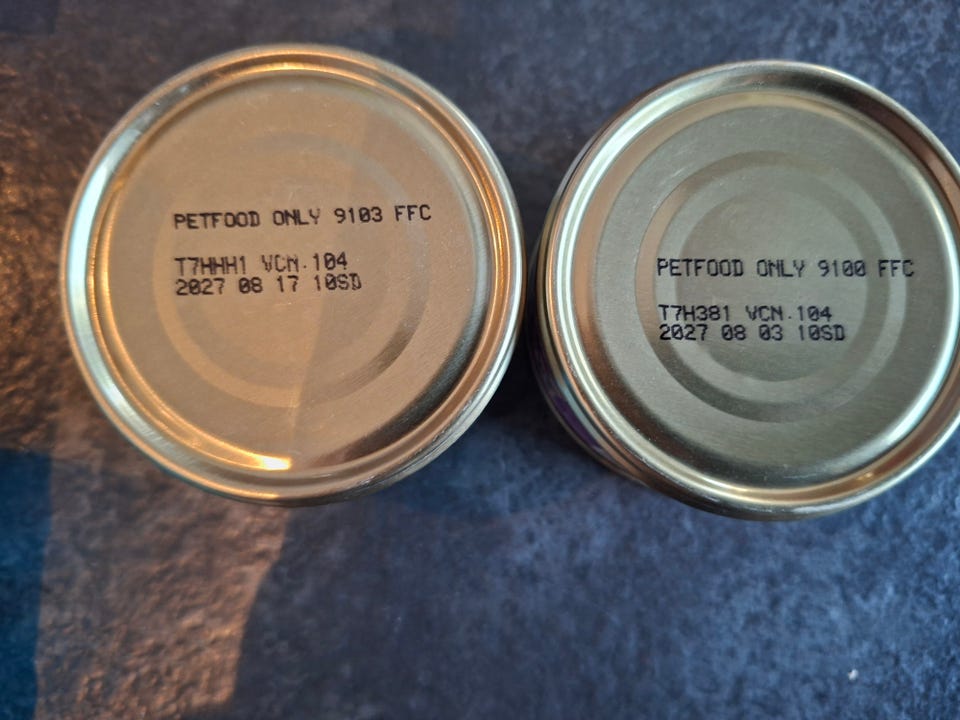 PETFOOD ONLY 9103 FFC
T7HHH1 VCN.104
2027 08 17 10SD
PETFOOD ONLY 9100 FFC
T7H381 VCN.104
2027 08 03 10SD